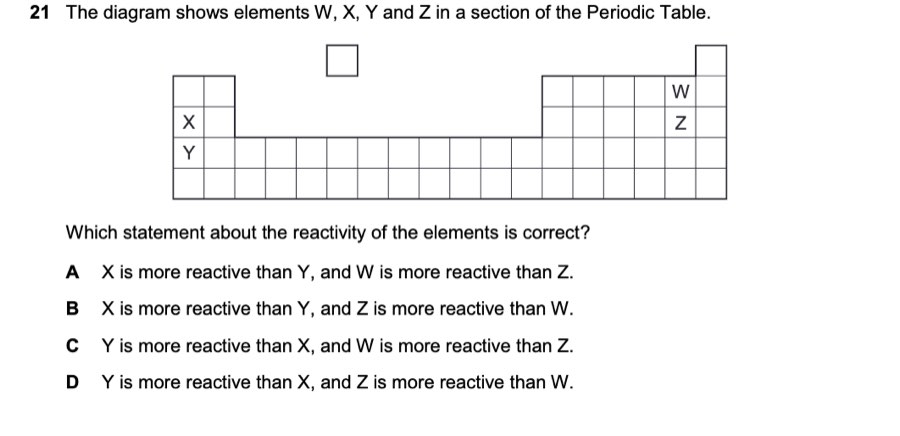 21 The diagram shows elements W, X, Y and Z in a section of the Periodic Table.
W
X Z
Y
Which statement about the reactivity of the elements is correct?
A X is more reactive than Y, and W is more reactive than Z.
B X is more reactive than Y, and Z is more reactive than W.
C Y is more reactive than X, and W is more reactive than Z.
D Y is more reactive than X, and Z is more reactive than W.